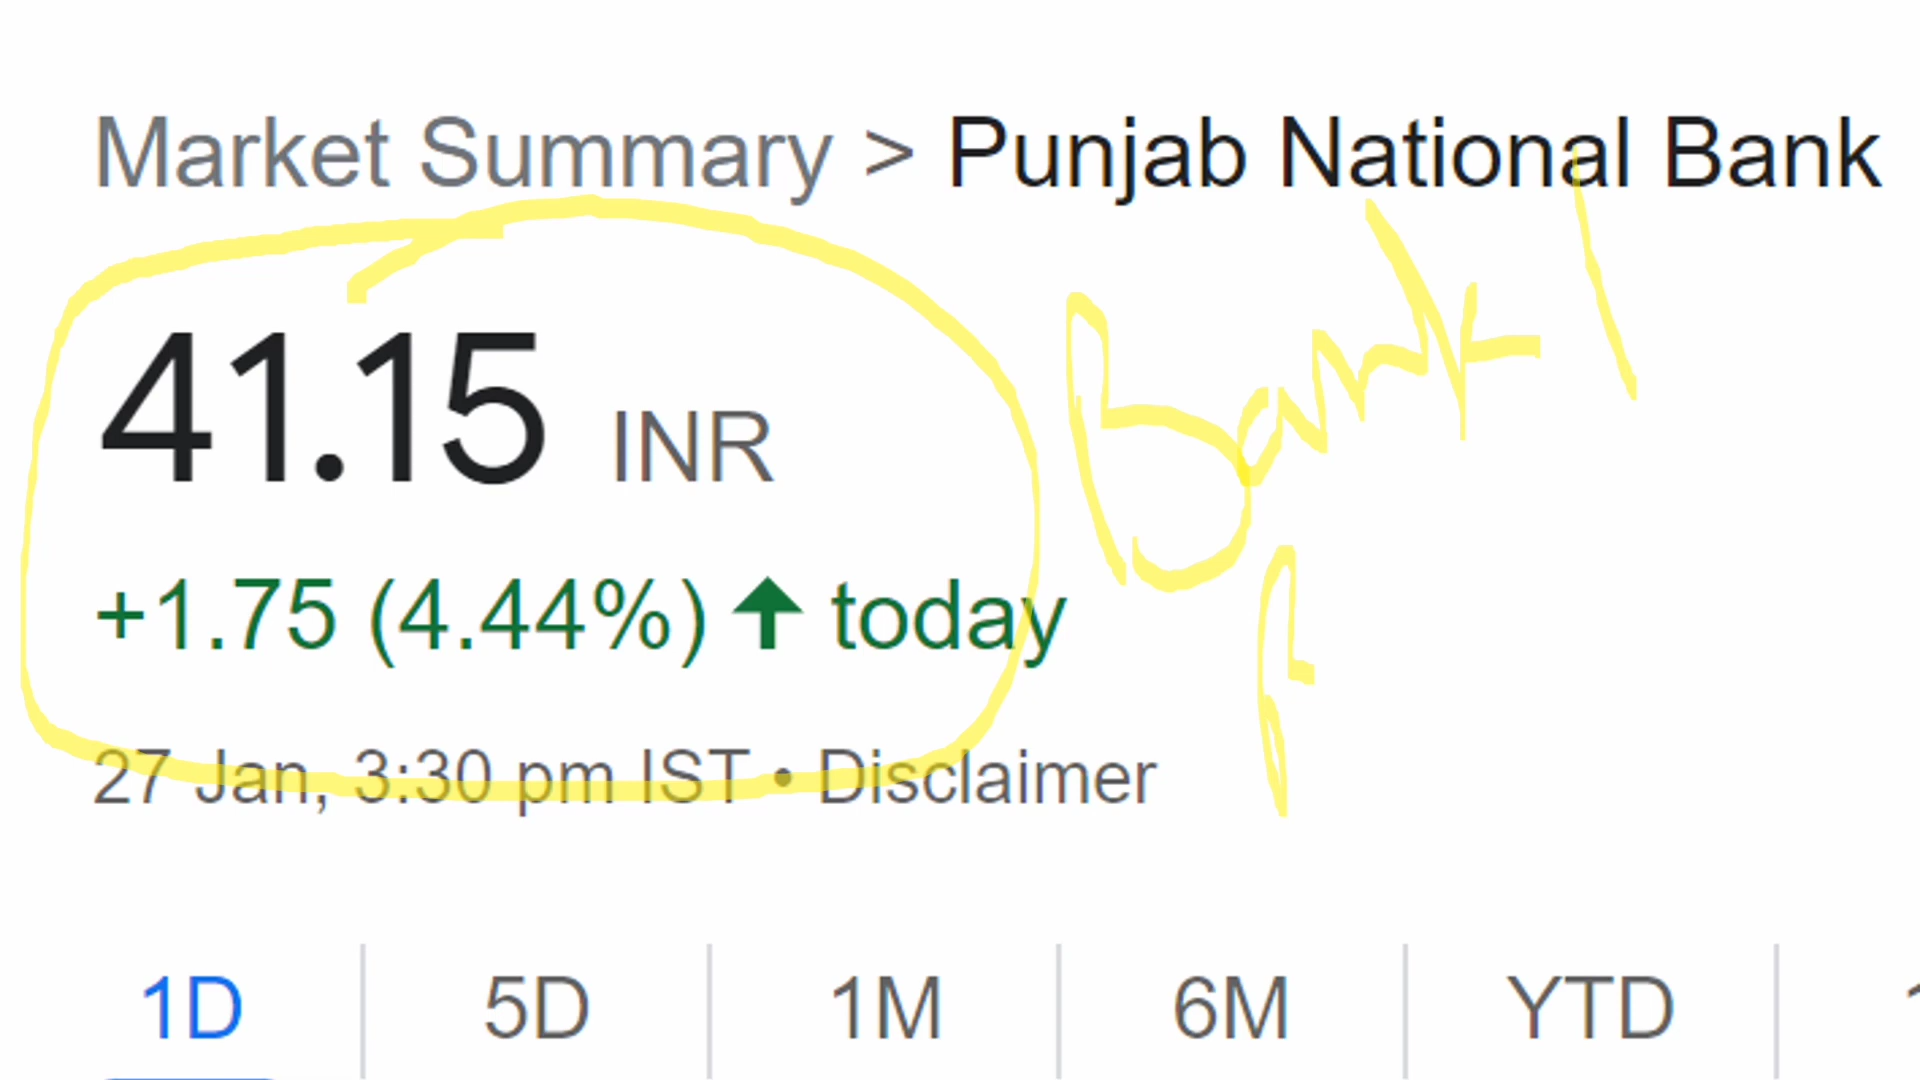 Market Summary > Punjab National Bank
41.15 INR
+1.75 (4.44%) ↑ today
27 Jan, 3:30 pm IST • Disclaimer
Bank
1D 5D 1M 6M YTD